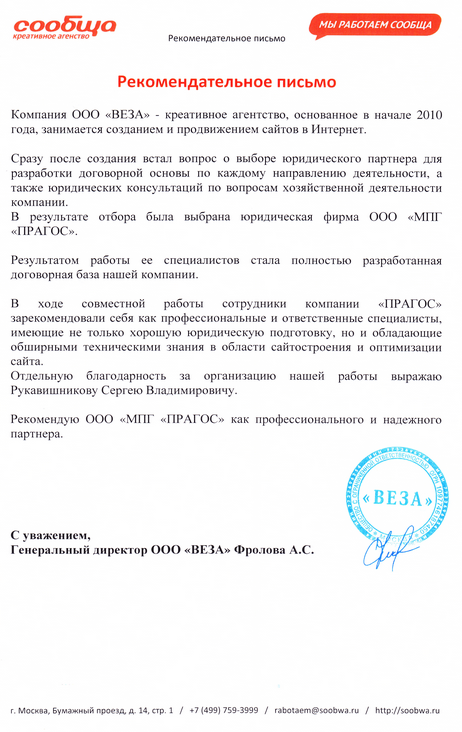 сообща
креативное агенство
Рекомендательное письмо
МЫ РАБОТАЕМ СООБЩА
Рекомендательное письмо
Компания ООО «ВЕЗА» - креативное агентство, основанное в начале 2010
года, занимается созданием и продвижением сайтов в Интернет.
Сразу после создания встал вопрос о выборе юридического партнера для
разработки договорной основы по каждому направлению деятельности, а
также юридических консультаций по вопросам хозяйственной деятельности
компании.
В результате отбора была выбрана юридическая фирма ООО «МПГ
«ПРАГОС».
Результатом работы ее специалистов стала полностью разработанная
договорная база нашей компании.
В ходе совместной работы сотрудники компании «ПРАГОС»
зарекомендовали себя как профессиональные и ответственные специалисты,
имеющие не только хорошую юридическую подготовку, но и обладающие
обширными техническими знания в области сайтостроения и оптимизации
сайта.
Отдельную благодарность за организацию нашей работы выражаю
Рукавишникову Сергею Владимировичу.
Рекомендую ООО «МПГ «ПРАГОС» как профессионального и надежного
партнера.
«ВЕЗА»
С уважением,
Генеральный директор ООО «ВЕЗА» Фролова А.С.
г. Москва, Бумажный проезд, д. 14, стр. 1 / +7 (499) 759-3999 / rabotaem@soobwa.ru / http://soobwa.ru